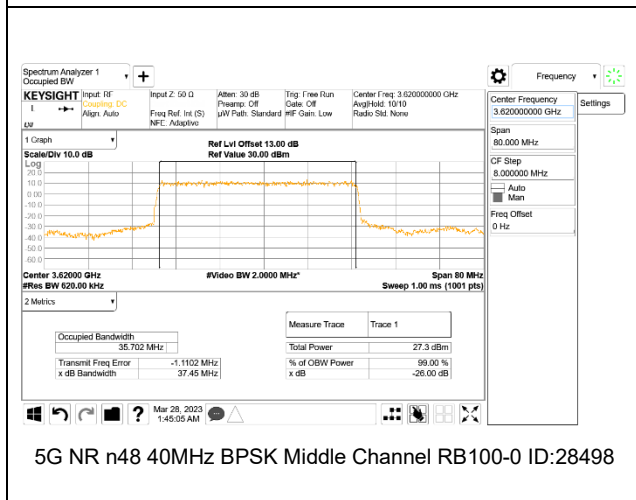 Spectrum Analyzer 1
Occupied BW
Frequency
KEYSIGHT Input: RF Input Z: 50 Ω Atten: 30 dB Trig: Free Run Center Freq: 3.620000000 GHz
Coupling: DC Preamp: Off Gate: Off Avg|Hold: 10/10
Align: Auto Freq Ref: Int (S) µW Path: Standard #IF Gain: Low Radio Std: None
NFE: Adaptive
Center Frequency
3.620000000 GHz
Settings
Span
80.000 MHz
CF Step
8.000000 MHz
Auto
Man
Freq Offset
0 Hz
1 Graph
Ref Lvl Offset 13.00 dB
Scale/Div 10.0 dB Ref Value 30.00 dBm
Log
20.0
10.0
0.00
-10.0
-20.0
-30.0
-40.0
-50.0
-60.0
Center 3.62000 GHz #Video BW 2.0000 MHz* Span 80 MHz
#Res BW 620.00 kHz Sweep 1.00 ms (1001 pts)
2 Metrics
Measure Trace Trace 1
Occupied Bandwidth
35.702 MHz Total Power 27.3 dBm
Transmit Freq Error -1.1102 MHz % of OBW Power 99.00 %
x dB Bandwidth 37.45 MHz x dB -26.00 dB
Mar 28, 2023
1:45:05 AM
5G NR n48 40MHz BPSK Middle Channel RB100-0 ID:28498